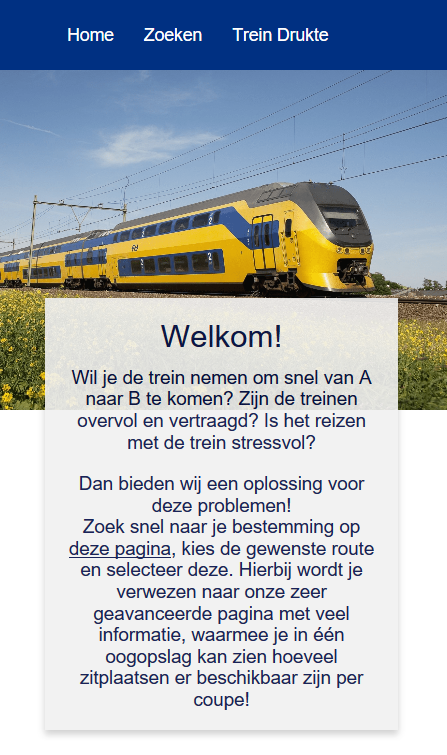 Home Zoeken Trein Drukte
Welkom!
Wil je de trein nemen om snel van A
naar B te komen? Zijn de treinen
overvol en vertraagd? Is het reizen
met de trein stressvol?
Dan bieden wij een oplossing voor
deze problemen!
Zoek snel naar je bestemming op
deze pagina, kies de gewenste route
en selecteer deze. Hierbij wordt je
verwezen naar onze zeer
geavanceerde pagina met veel
informatie, waarmee je in één
oogopslag kan zien hoeveel
zitplaatsen er beschikbaar zijn per
coupe!